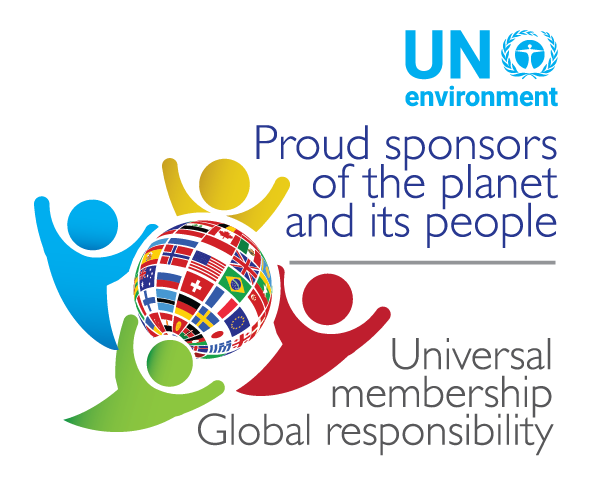 UN
environment
Proud sponsors
of the planet
and its people
Universal
membership
Global responsibility